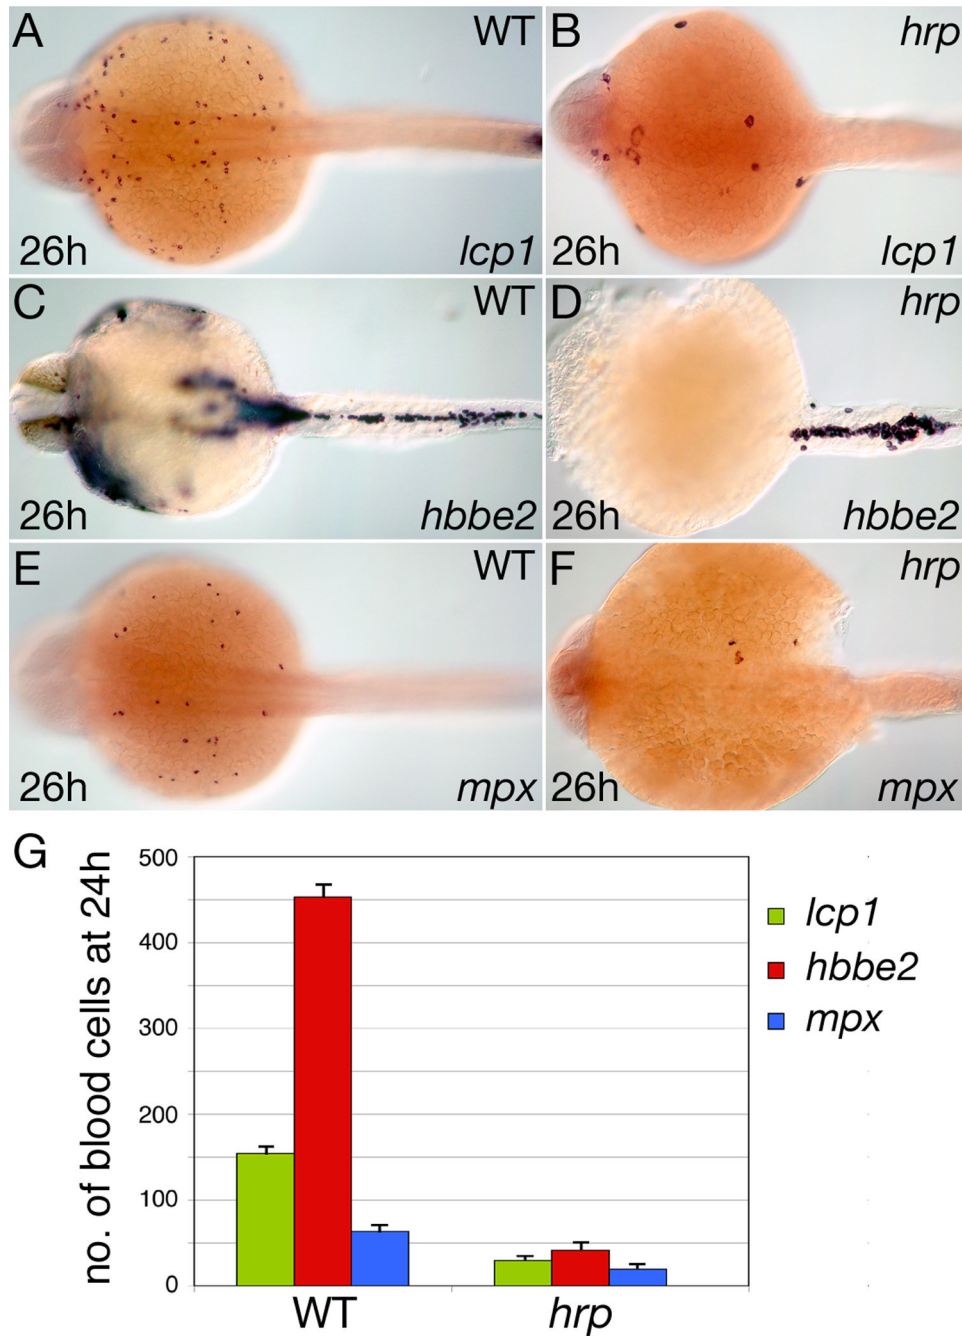 A WT
26h lcp1
B hrp
26h lcp1
C WT
26h hbbe2
D hrp
26h hbbe2
E WT
26h mpx
F hrp
26h mpx
G
no. of blood cells at 24h
500
400
300
200
100
0
WT hrp
lcp1
hbbe2
mpx